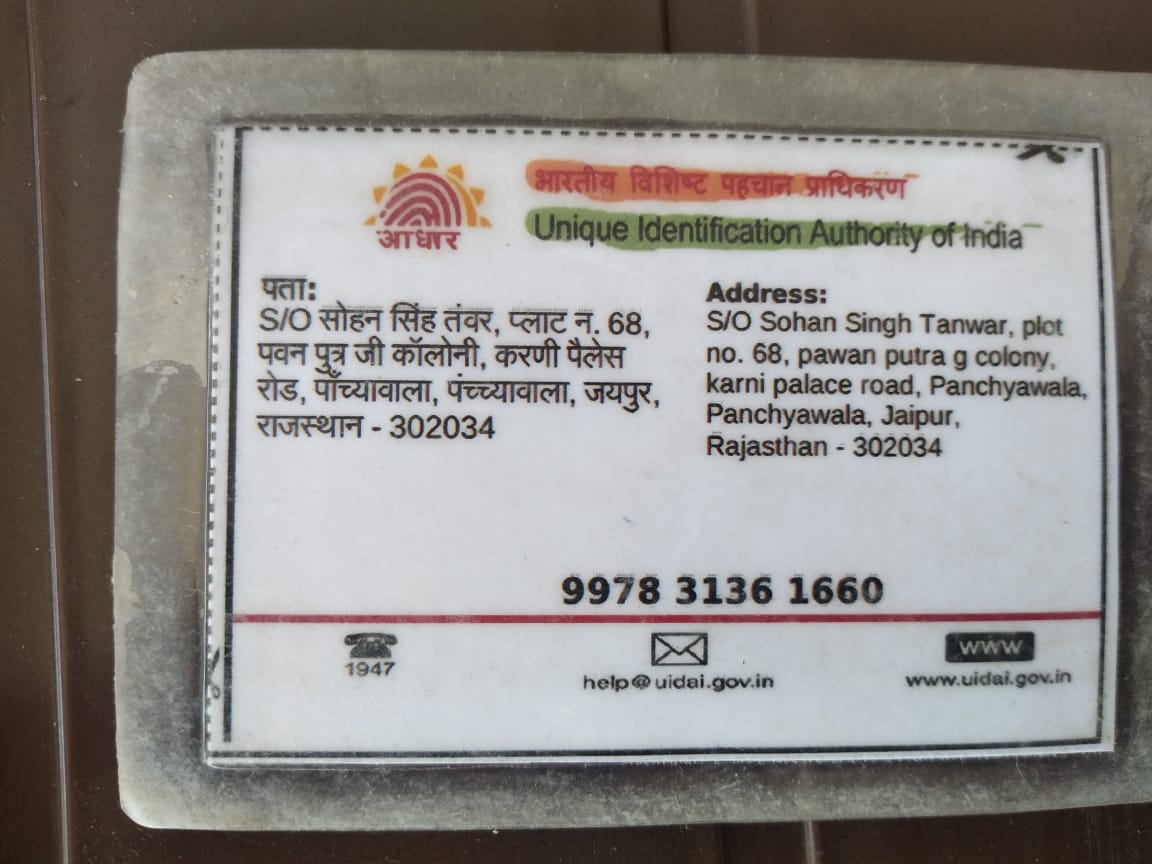 आधार
भारतीय विशिष्ट पहचान प्राधिकरण
Unique Identification Authority of India
पता:
S/O सोहन सिंह तंवर, प्लाट न. 68,
पवन पुत्र जी कॉलोनी, करणी पैलेस
रोड, पाँच्यावाला, पंच्च्यावाला, जयपुर,
राजस्थान - 302034
Address:
S/O Sohan Singh Tanwar, plot
no. 68, pawan putra g colony,
karni palace road, Panchyawala,
Panchyawala, Jaipur,
Rajasthan - 302034
9978 3136 1660
1947
help@uidai.gov.in
www
www.uidai.gov.in